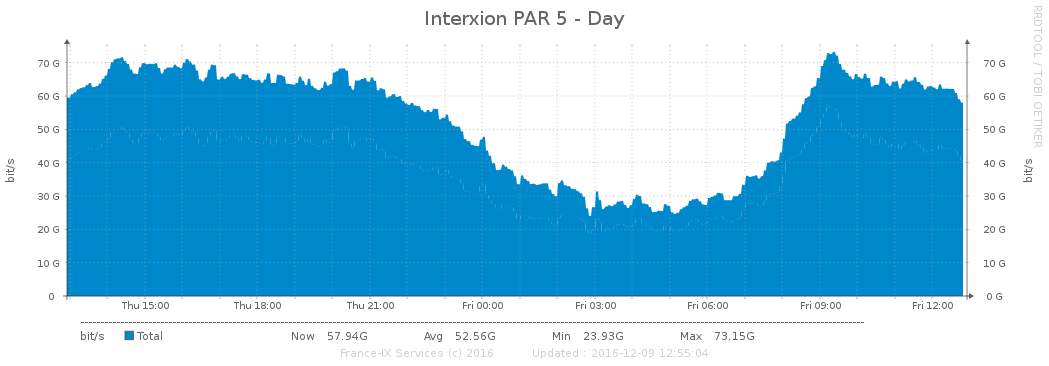 Interxion PAR 5 - Day
RRDTOOL / TOBI OETIKER
bit/s
bit/s
70 G 70 G
60 G 60 G
50 G 50 G
40 G 40 G
30 G 30 G
20 G 20 G
10 G 10 G
0 0 G
Thu 15:00 Thu 18:00 Thu 21:00 Fri 00:00 Fri 03:00 Fri 06:00 Fri 09:00 Fri 12:00
bit/s Total Now 57.94G Avg 52.56G Min 23.93G Max 73.15G
France-IX Services (c) 2016 Updated : 2016-12-09 12:55:04